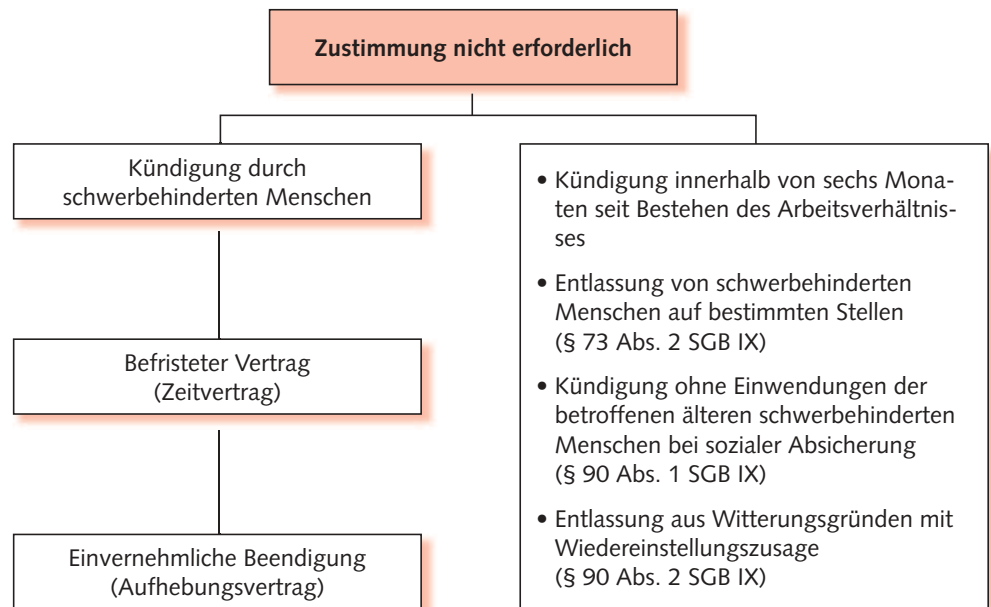 Zustimmung nicht erforderlich
Kündigung durch
schwerbehinderten Menschen
Befristeter Vertrag
(Zeitvertrag)
Einvernehmliche Beendigung
(Aufhebungsvertrag)
• Kündigung innerhalb von sechs Mona-
ten seit Bestehen des Arbeitsverhältnis-
ses
• Entlassung von schwerbehinderten
Menschen auf bestimmten Stellen
(§ 73 Abs. 2 SGB IX)
• Kündigung ohne Einwendungen der
betroffenen älteren schwerbehinderten
Menschen bei sozialer Absicherung
(§ 90 Abs. 1 SGB IX)
• Entlassung aus Witterungsgründen mit
Wiedereinstellungszusage
(§ 90 Abs. 2 SGB IX)